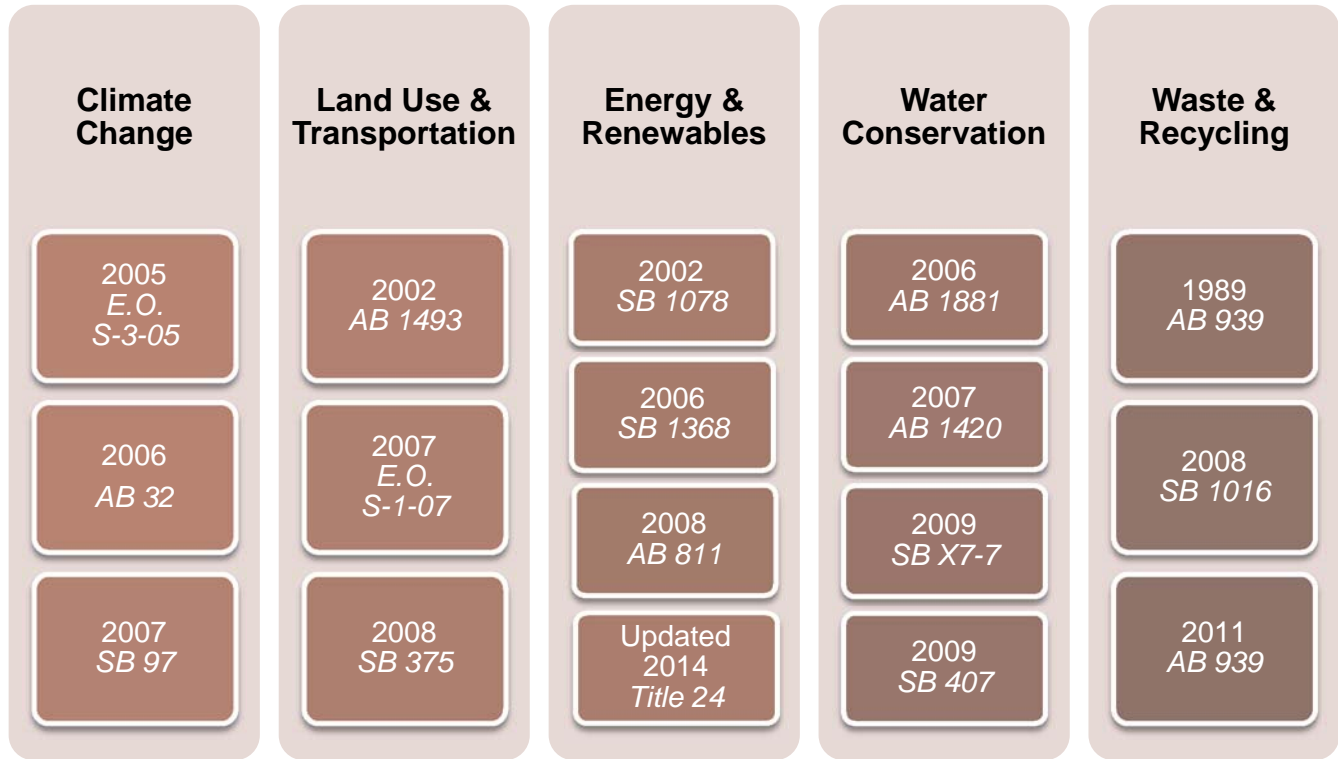 Climate
Change
2005
E.O.
S-3-05
2006
AB 32
2007
SB 97
Land Use &
Transportation
2002
AB 1493
2007
E.O.
S-1-07
2008
SB 375
Energy &
Renewables
2002
SB 1078
2006
SB 1368
2008
AB 811
Updated
2014
Title 24
Water
Conservation
2006
AB 1881
2007
AB 1420
2009
SB X7-7
2009
SB 407
Waste &
Recycling
1989
AB 939
2008
SB 1016
2011
AB 939